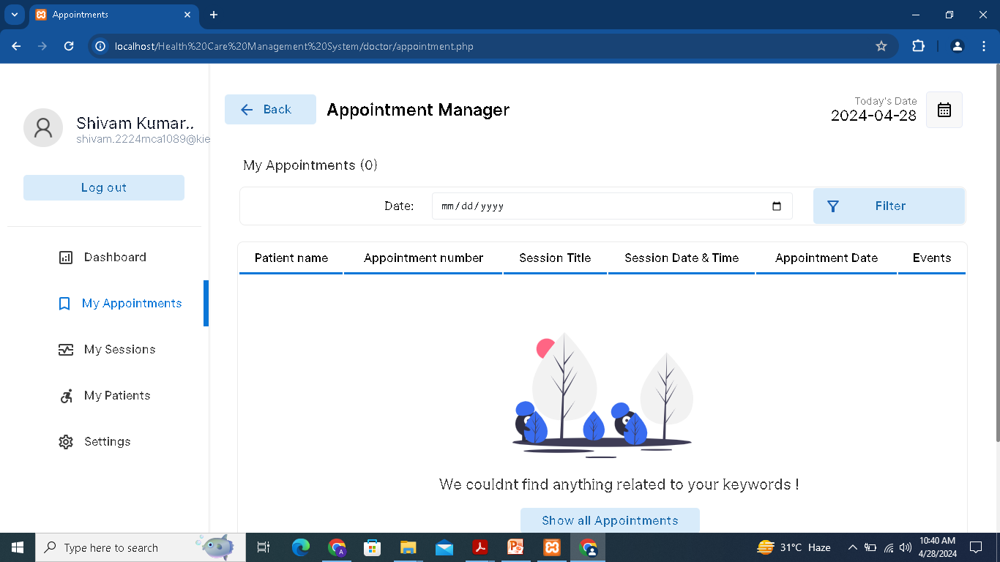 Appointments
localhost/Health%20Care%20Management%20System/doctor/appointment.php
Shivam Kumar..
shivam.2224mca1089@kie
Log out
Dashboard
My Appointments
My Sessions
My Patients
Settings
Back
Appointment Manager
Today's Date
2024-04-28
My Appointments (0)
Date:
mm/dd/yyyy
Filter
Patient name Appointment number Session Title Session Date & Time Appointment Date Events
We couldnt find anything related to your keywords !
Show all Appointments
Type here to search
A
31°C Haze
10:40 AM
4/28/2024